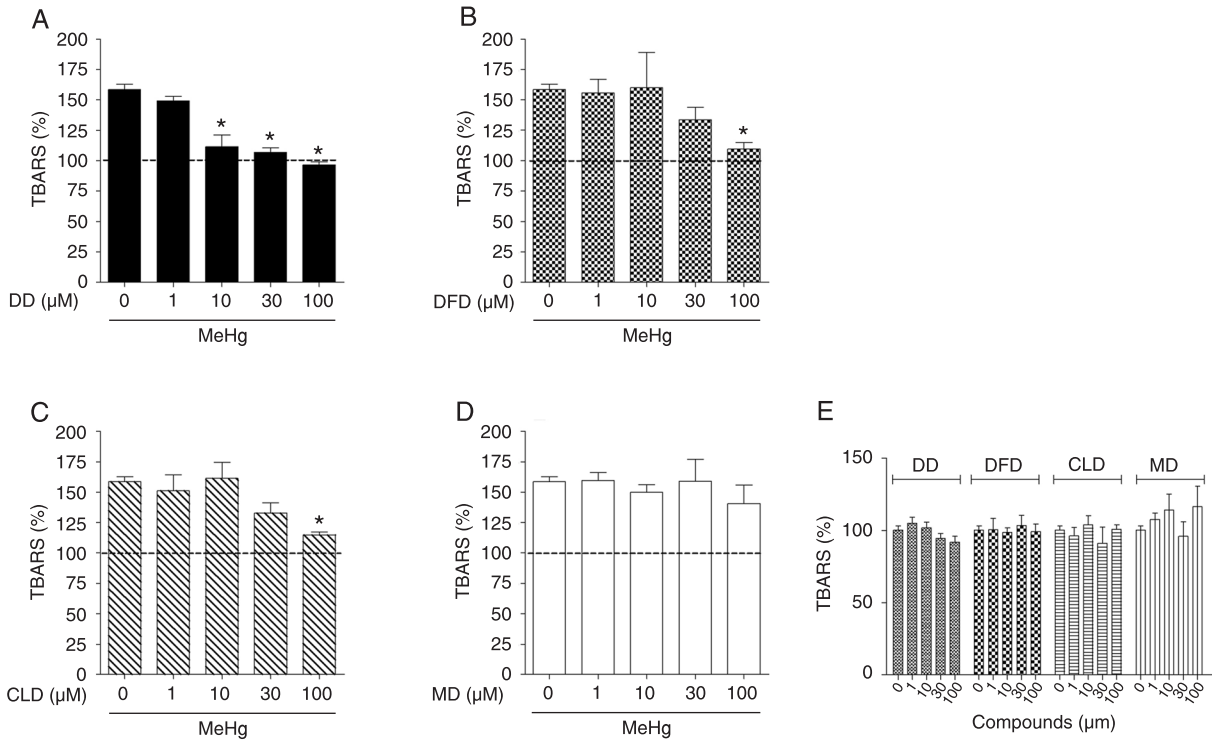 A
TBARS (%)
200
175
150
125
100
75
50
25
0
* * *
DD (μM) 0 1 10 30 100
MeHg
B
TBARS (%)
200
175
150
125
100
75
50
25
0
*
DFD (μM) 0 1 10 30 100
MeHg
C
TBARS (%)
200
175
150
125
100
75
50
25
0
*
CLD (μM) 0 1 10 30 100
MeHg
D
TBARS (%)
200
175
150
125
100
75
50
25
0
MD (μM) 0 1 10 30 100
MeHg
E
TBARS (%)
150
100
50
0
DD DFD CLD MD
0 1 10 30 100 0 1 10 30 100 0 1 10 30 100 0 1 10 30 100
Compounds (μm)